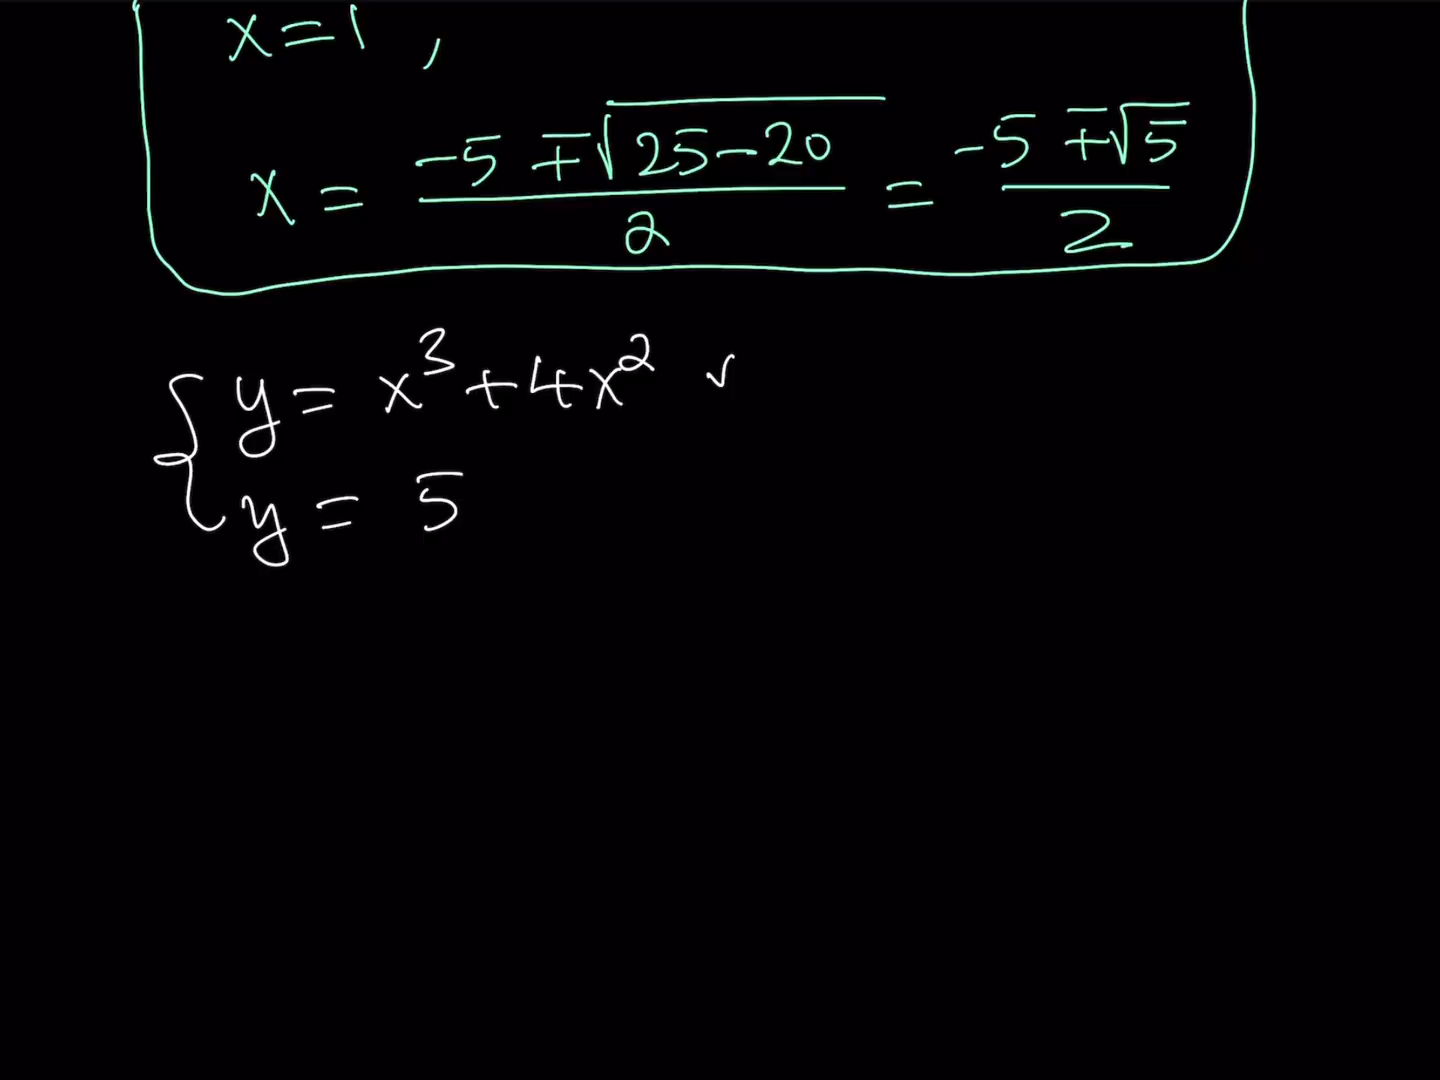 x=1 ,
x = (-5 ∓ √(25-20))/2 = (-5 ∓ √5)/2
y = x³ + 4x² ✓
y = 5